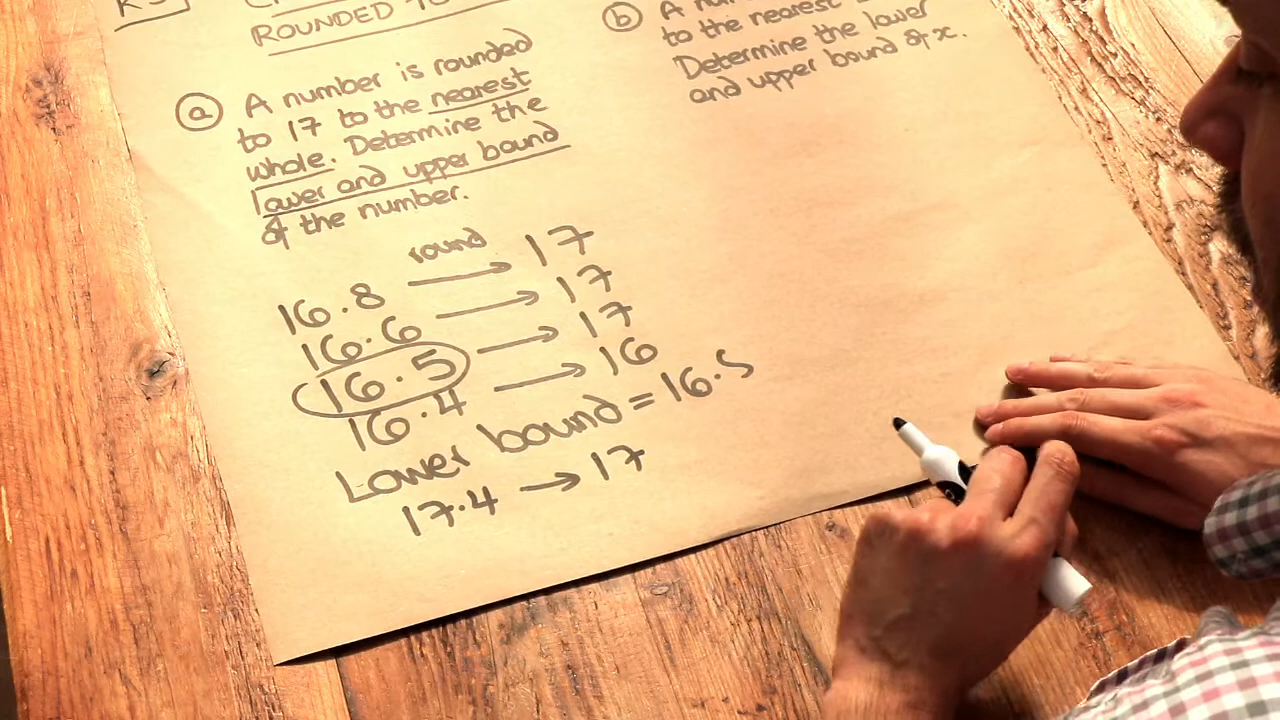 ROUNDED
a
A number is rounded
to 17 to the nearest
whole. Determine the
lower and upper bound
of the number.
round
16.8 → 17
16.6 → 17
16.5 → 17
16.4 → 16
Lower bound = 16.5
17.4 → 17
b
A
to the nearest
Determine the lower
and upper bound of x.